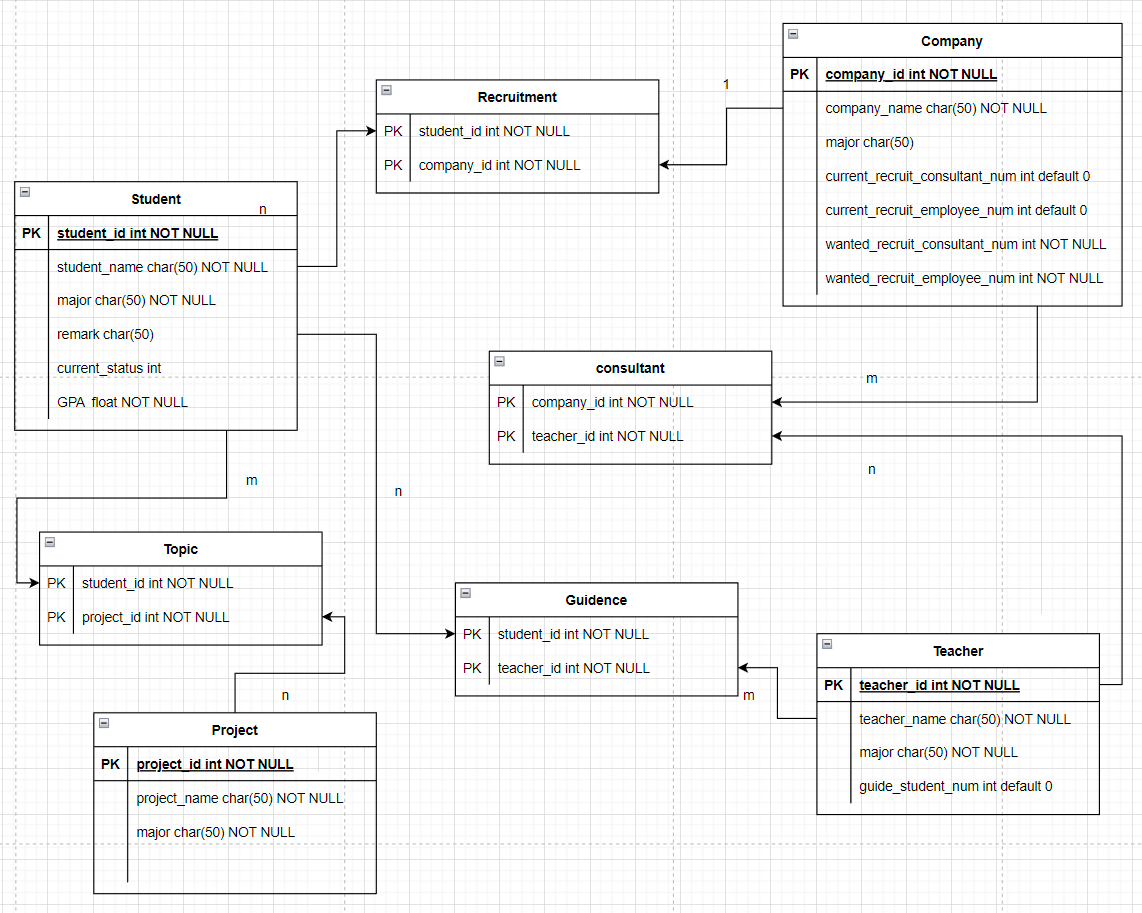 Company
PK company_id int NOT NULL
company_name char(50) NOT NULL
major char(50)
current_recruit_consultant_num int default 0
current_recruit_employee_num int default 0
wanted_recruit_consultant_num int NOT NULL
wanted_recruit_employee_num int NOT NULL
1
Recruitment
PK student_id int NOT NULL
PK company_id int NOT NULL
Student
n
PK student_id int NOT NULL
student_name char(50) NOT NULL
major char(50) NOT NULL
remark char(50)
current_status int
GPA float NOT NULL
consultant
PK company_id int NOT NULL
PK teacher_id int NOT NULL
m
n
m
n
Topic
PK student_id int NOT NULL
PK project_id int NOT NULL
Guidence
PK student_id int NOT NULL
PK teacher_id int NOT NULL
m
Teacher
PK teacher_id int NOT NULL
teacher_name char(50) NOT NULL
major char(50) NOT NULL
guide_student_num int default 0
n
Project
PK project_id int NOT NULL
project_name char(50) NOT NULL
major char(50) NOT NULL